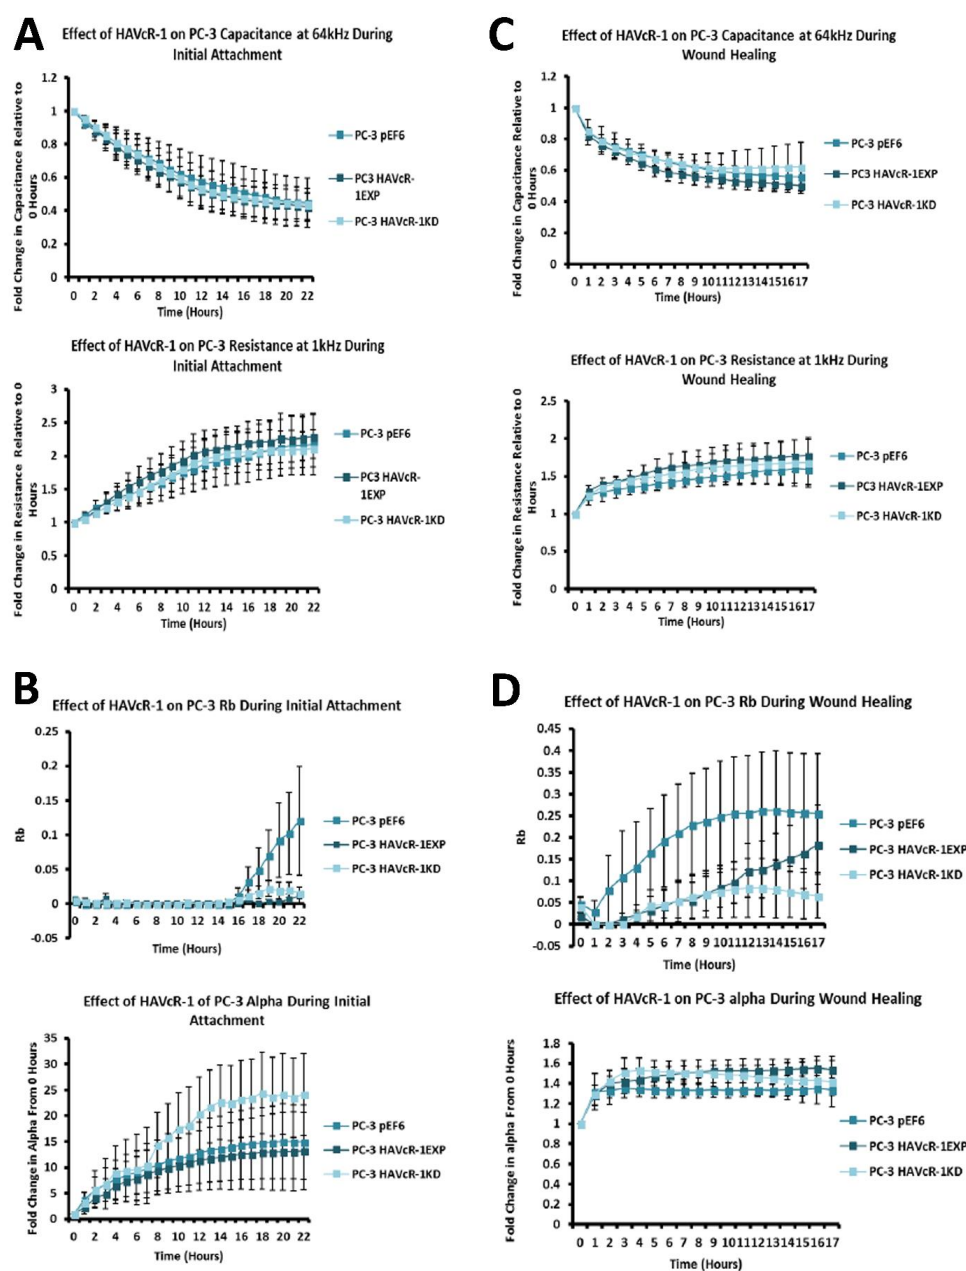 A
Effect of HAVcR-1 on PC-3 Capacitance at 64kHz During
Initial Attachment
Fold Change in Capacitance Relative to
0 Hours
1.2
1
0.8
0.6
0.4
0.2
0
0 2 4 6 8 10 12 14 16 18 20 22
Time (Hours)
PC-3 pEF6
PC3 HAVcR-
1EXP
PC-3 HAVcR-1KD
Effect of HAVcR-1 on PC-3 Resistance at 1kHz During
Initial Attachment
Fold Change in Resistance Relative to 0
Hours
3
2.5
2
1.5
1
0.5
0
0 2 4 6 8 10 12 14 16 18 20 22
Time (Hours)
PC-3 pEF6
PC3 HAVcR-
1EXP
PC-3 HAVcR-1KD
C
Effect of HAVcR-1 on PC-3 Capacitance at 64kHz During
Wound Healing
Fold Change in Capacitance Relative to
0 Hours
1.2
1
0.8
0.6
0.4
0.2
0
0 1 2 3 4 5 6 7 8 9 1011121314151617
Time (Hours)
PC-3 pEF6
PC3 HAVcR-1EXP
PC-3 HAVcR-1KD
Effect of HAVcR-1 on PC-3 Resistance at 1kHz During
Wound Healing
Fold Change in Resistance Relative to 0
Hours
2.5
2
1.5
1
0.5
0
0 1 2 3 4 5 6 7 8 9 1011121314151617
Time (Hours)
PC-3 pEF6
PC3 HAVcR-1EXP
PC-3 HAVcR-1KD
B
Effect of HAVcR-1 on PC-3 Rb During Initial Attachment
Rb
0.25
0.2
0.15
0.1
0.05
0
-0.05
0 2 4 6 8 10 12 14 16 18 20 22
Time (Hours)
PC-3 pEF6
PC-3 HAVcR-1EXP
PC-3 HAVcR-1KD
Effect of HAVcR-1 of PC-3 Alpha During Initial
Attachment
Fold Change in Alpha From 0 Hours
35
30
25
20
15
10
5
0
0 2 4 6 8 10 12 14 16 18 20 22
Time (Hours)
PC-3 pEF6
PC-3 HAVcR-1EXP
PC-3 HAVcR-1KD
D
Effect of HAVcR-1 on PC-3 Rb During Wound Healing
Rb
0.45
0.4
0.35
0.3
0.25
0.2
0.15
0.1
0.05
0
-0.05
0 1 2 3 4 5 6 7 8 9 1011121314151617
Time (Hours)
PC-3 pEF6
PC-3 HAVcR-1EXP
PC-3 HAVcR-1KD
Effect of HAVcR-1 on PC-3 alpha During Wound Healing
Fold Change in alpha From 0 Hours
1.8
1.6
1.4
1.2
1
0.8
0.6
0.4
0.2
0
0 1 2 3 4 5 6 7 8 9 1011121314151617
Time (Hours)
PC-3 pEF6
PC-3 HAVcR-1EXP
PC-3 HAVcR-1KD